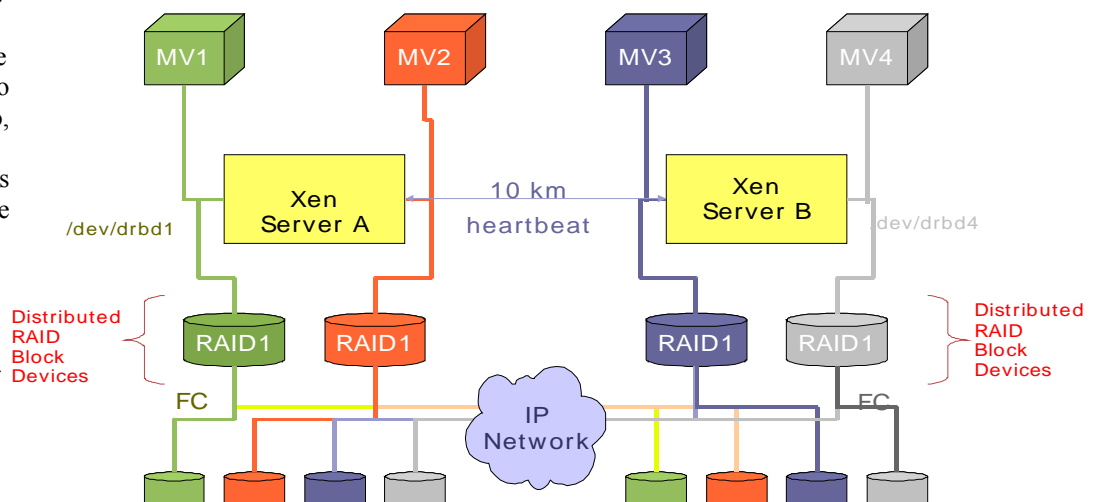 e
o
,
s
e
MV1
MV2
MV3
MV4
Xen
Server A
10 km
heartbeat
Xen
Server B
/dev/drbd1
/dev/drbd4
Distributed
RAID
Block
Devices
RAID1
RAID1
RAID1
RAID1
Distributed
RAID
Block
Devices
FC
IP
Network
FC